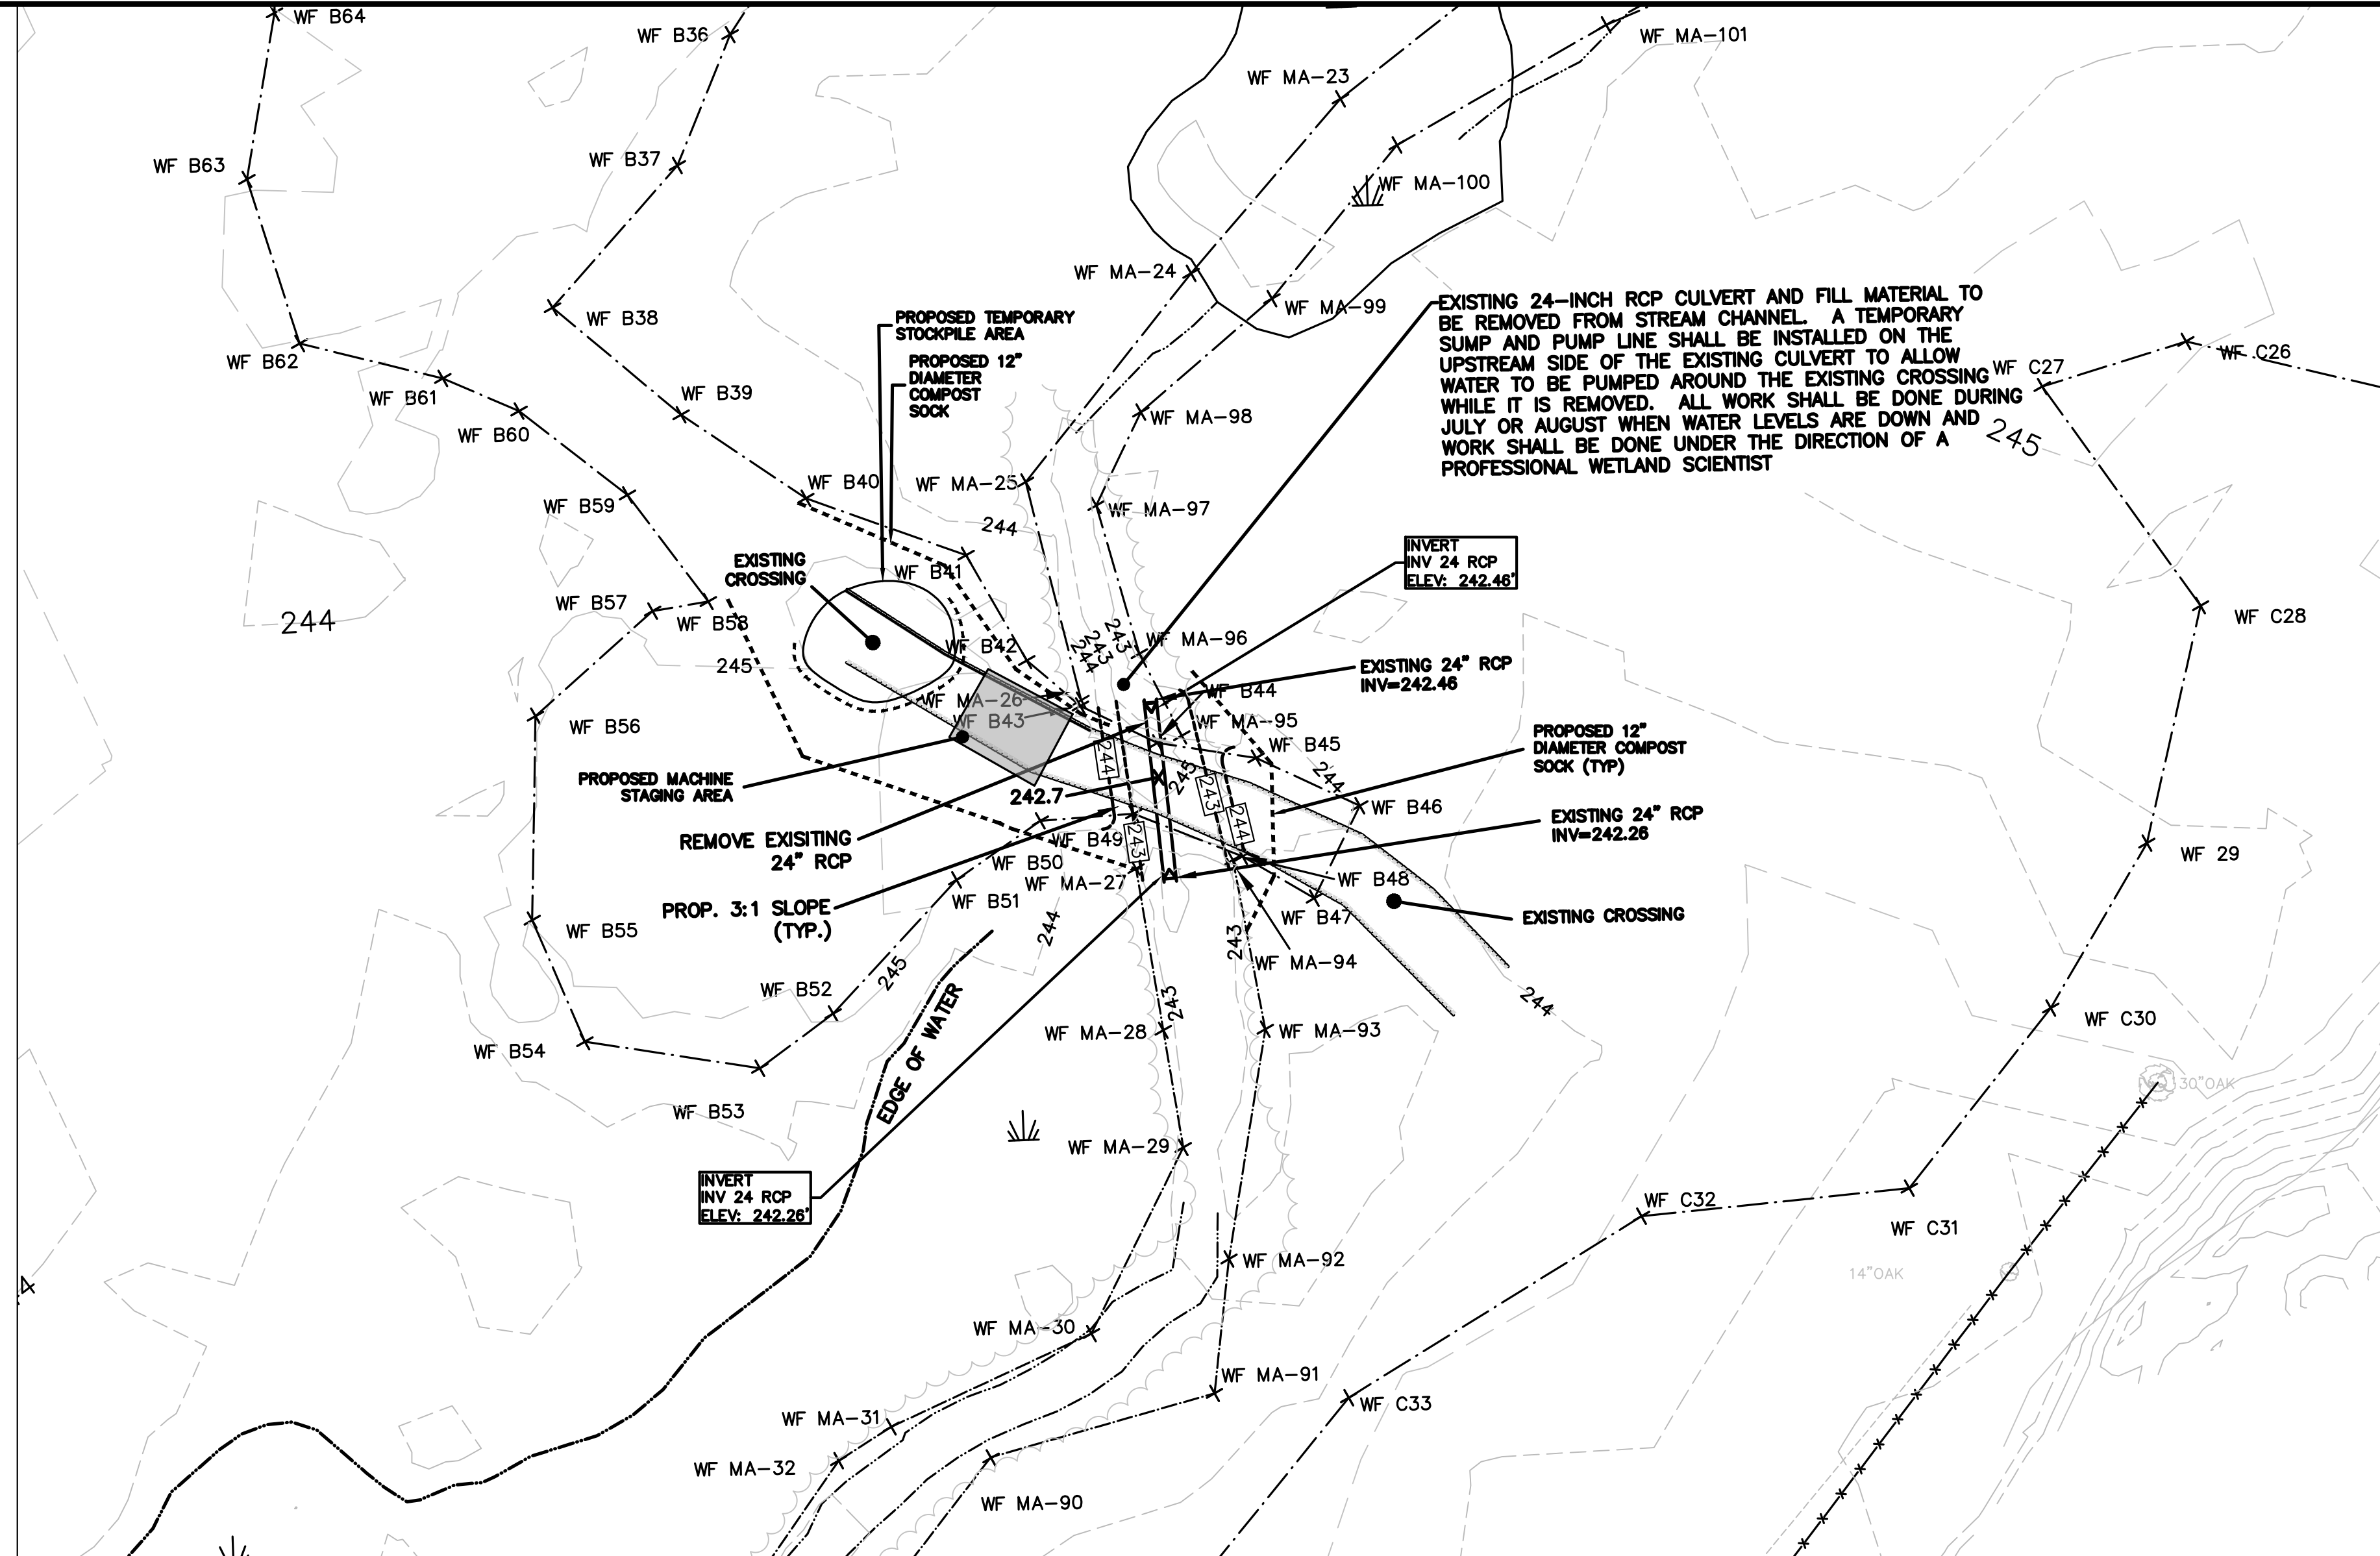 WF B64
WF B36
WF MA-101
WF MA-23
WF B63
WF B37
WF MA-100
WF MA-24
WF MA-99
WF B38
WF B62
WF B61
WF B39
WF B60
PROPOSED TEMPORARY
STOCKPILE AREA
PROPOSED 12"
DIAMETER
COMPOST
SOCK
EXISTING 24-INCH RCP CULVERT AND FILL MATERIAL TO
BE REMOVED FROM STREAM CHANNEL. A TEMPORARY
SUMP AND PUMP LINE SHALL BE INSTALLED ON THE
UPSTREAM SIDE OF THE EXISTING CULVERT TO ALLOW
WATER TO BE PUMPED AROUND THE EXISTING CROSSING
WHILE IT IS REMOVED. ALL WORK SHALL BE DONE DURING
JULY OR AUGUST WHEN WATER LEVELS ARE DOWN AND
WORK SHALL BE DONE UNDER THE DIRECTION OF A
PROFESSIONAL WETLAND SCIENTIST
WF C27
WF C26
245
WF MA-98
WF B40
WF MA-25
WF B59
WF MA-97
244
EXISTING
CROSSING
WF B41
INVERT
INV 24 RCP
ELEV: 242.46'
WF B57
WF B58
244
245
WF C28
WF B42
244
243
243
WF MA-96
EXISTING 24" RCP
INV=242.46
WF MA-26
WF B43
WF B44
WF B56
WF MA-95
WF B45
PROPOSED 12"
DIAMETER COMPOST
SOCK (TYP)
PROPOSED MACHINE
STAGING AREA
244
242.7
245
243
244
244
WF B46
REMOVE EXISITING
24" RCP
WF B49
243
EXISTING 24" RCP
INV=242.26
WF B50
WF MA-27
WF B48
WF 29
WF B51
PROP. 3:1 SLOPE
(TYP.)
WF B47
EXISTING CROSSING
WF B55
244
243
WF MA-94
245
WF B52
EDGE OF WATER
243
244
WF MA-28
WF MA-93
WF C30
WF B54
WF B53
30"OAK
WF MA-29
INVERT
INV 24 RCP
ELEV: 242.26'
WF C32
WF C31
WF MA-92
14"OAK
4
WF MA-30
WF MA-91
WF C33
WF MA-31
WF MA-32
WF MA-90